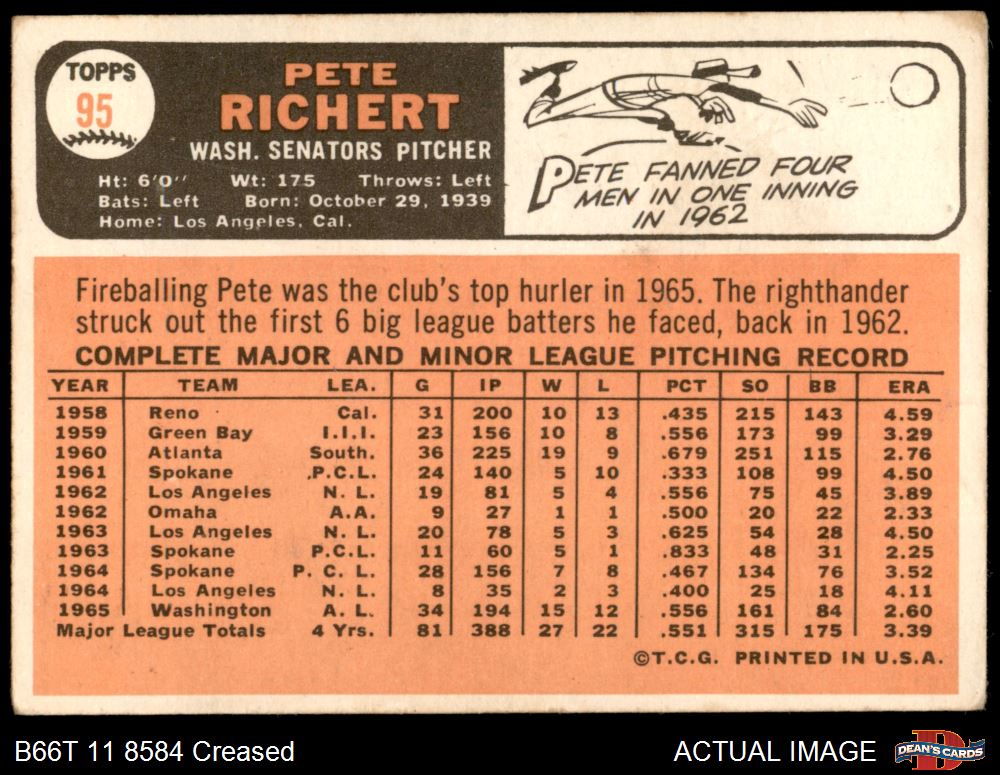 TOPPS
95
PETE
RICHERT
WASH. SENATORS PITCHER
Ht: 6'0" Wt: 175 Throws: Left
Bats: Left Born: October 29, 1939
Home: Los Angeles, Cal.
PETE FANNED FOUR
MEN IN ONE INNING
IN 1962
Fireballing Pete was the club's top hurler in 1965. The righthander
struck out the first 6 big league batters he faced, back in 1962.
COMPLETE MAJOR AND MINOR LEAGUE PITCHING RECORD
YEAR TEAM LEA. G IP W L PCT SO BB ERA
1958 Reno Cal. 31 200 10 13 .435 215 143 4.59
1959 Green Bay I.I.I. 23 156 10 8 .556 173 99 3.29
1960 Atlanta South. 36 225 19 9 .679 251 115 2.76
1961 Spokane P.C.L. 24 140 5 10 .333 108 99 4.50
1962 Los Angeles N. L. 19 81 5 4 .556 75 45 3.89
1962 Omaha A.A. 9 27 1 1 .500 20 22 2.33
1963 Los Angeles N. L. 20 78 5 3 .625 54 28 4.50
1963 Spokane P.C.L. 11 60 5 1 .833 48 31 2.25
1964 Spokane P. C. L. 28 156 7 8 .467 134 76 3.52
1964 Los Angeles N. L. 8 35 2 3 .400 25 18 4.11
1965 Washington A. L. 34 194 15 12 .556 161 84 2.60
Major League Totals 4 Yrs. 81 388 27 22 .551 315 175 3.39
©T.C.G. PRINTED IN U.S.A.
B66T 11 8584 Creased
ACTUAL IMAGE
DEAN'S CARDS